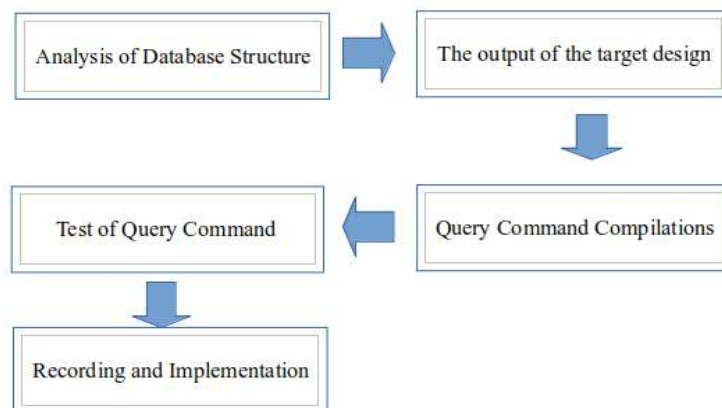 Analysis of Database Structure
The output of the target design
Query Command Compilations
Test of Query Command
Recording and Implementation